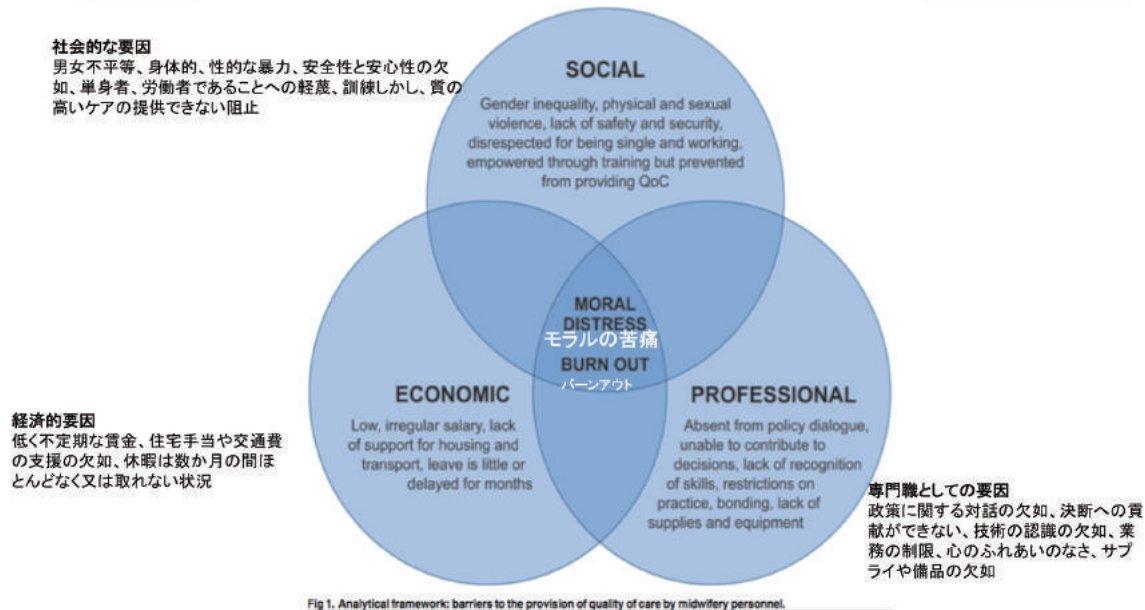 社会的な要因
男女不平等、身体的、性的な暴力、安全性と安心性の欠
如、単身者、労働者であることへの軽蔑、訓練しかし、質の
高いケアの提供できない阻止
SOCIAL
Gender inequality, physical and sexual
violence, lack of safety and security,
disrespected for being single and working,
empowered through training but prevented
from providing QoC
MORAL
DISTRESS
モラルの苦痛
BURN OUT
バーンアウト
ECONOMIC
Low, irregular salary, lack
of support for housing and
transport, leave is little or
delayed for months
経済的要因
低く不定期な賃金、住宅手当や交通費
の支援の欠如、休暇は数か月の間ほ
とんどなく又は取れない状況
PROFESSIONAL
Absent from policy dialogue,
unable to contribute to
decisions, lack of recognition
of skills, restrictions on
practice, bonding, lack of
supplies and equipment
専門職としての要因
政策に関する対話の欠如、決断への貢
献ができない、技術の認識の欠如、業
務の制限、心のふれあいのなさ、サプ
ライや備品の欠如
Fig 1. Analytical framework: barriers to the provision of quality of care by midwifery personnel.